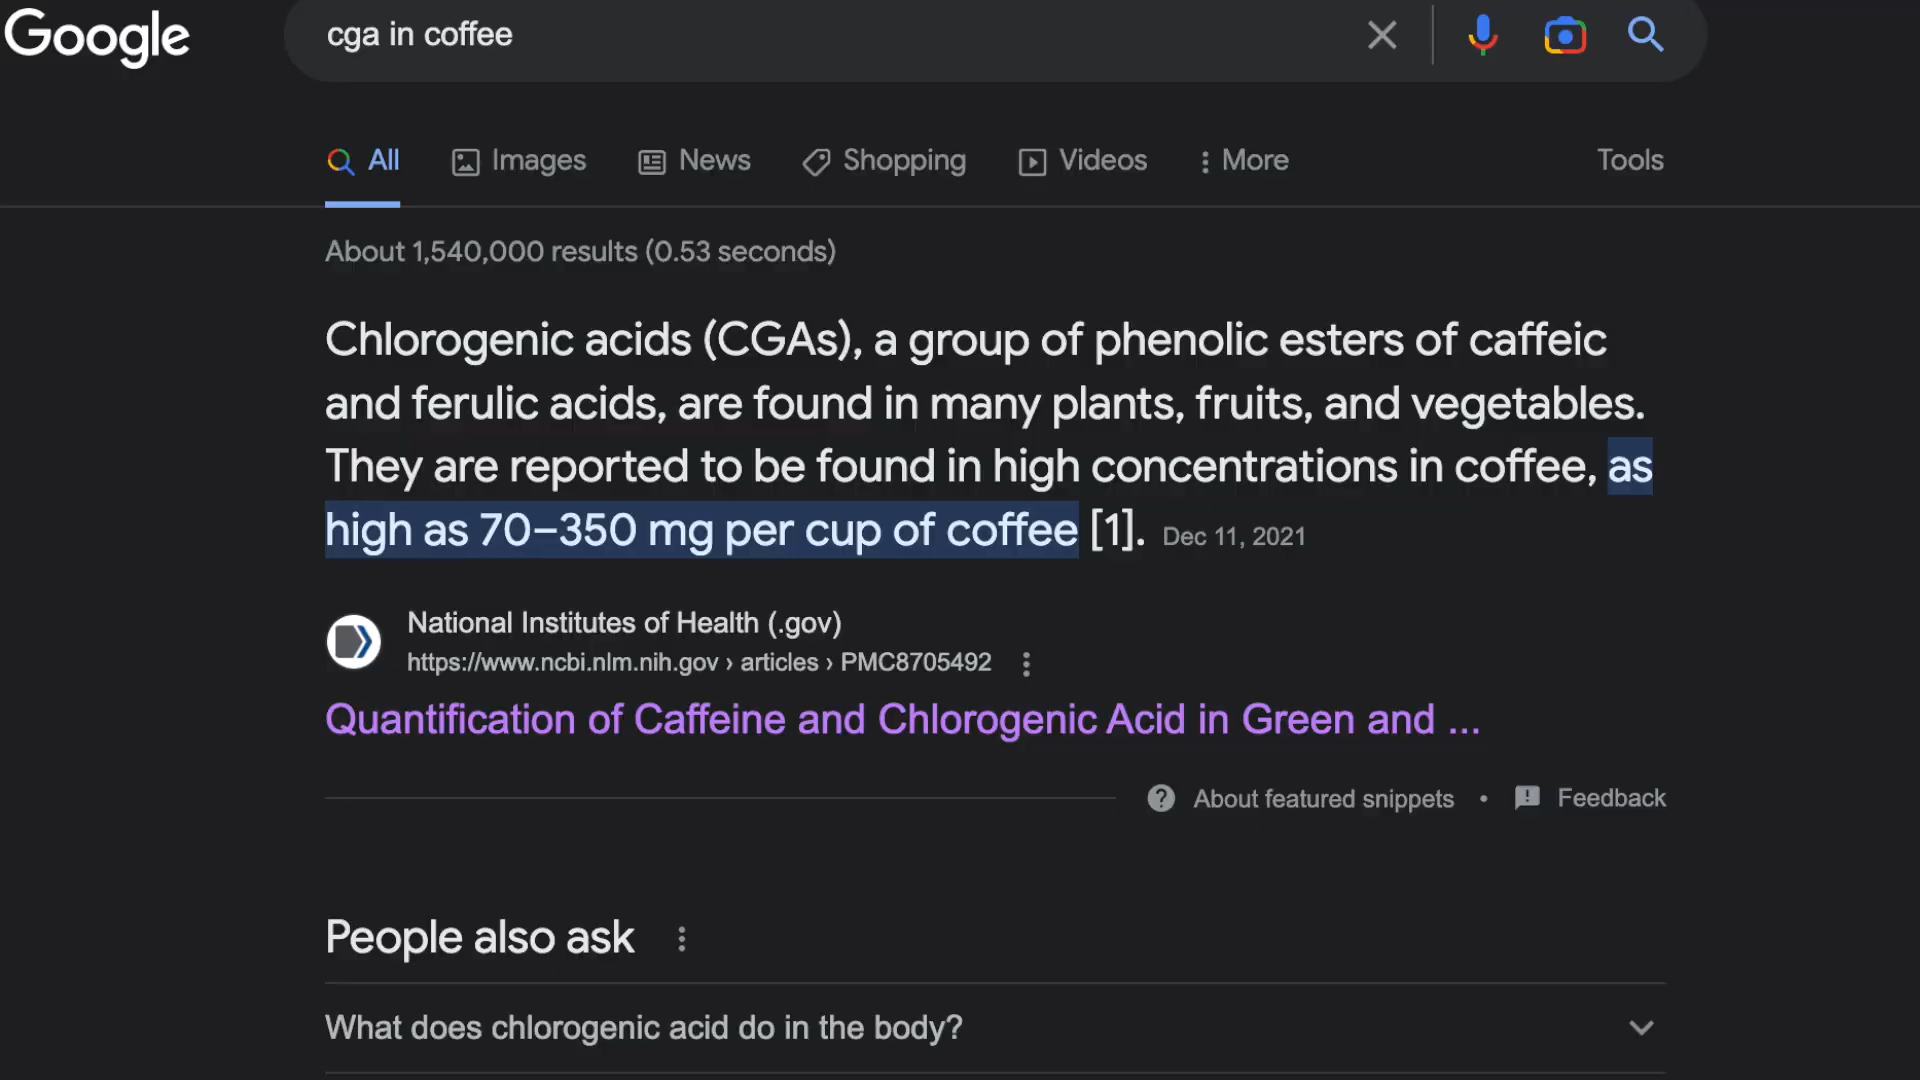 Google
cga in coffee
All Images News Shopping Videos More Tools
About 1,540,000 results (0.53 seconds)
Chlorogenic acids (CGAs), a group of phenolic esters of caffeic
and ferulic acids, are found in many plants, fruits, and vegetables.
They are reported to be found in high concentrations in coffee, as
high as 70–350 mg per cup of coffee [1]. Dec 11, 2021
National Institutes of Health (.gov)
https://www.ncbi.nlm.nih.gov › articles › PMC8705492
Quantification of Caffeine and Chlorogenic Acid in Green and ...
About featured snippets • Feedback
People also ask
What does chlorogenic acid do in the body?